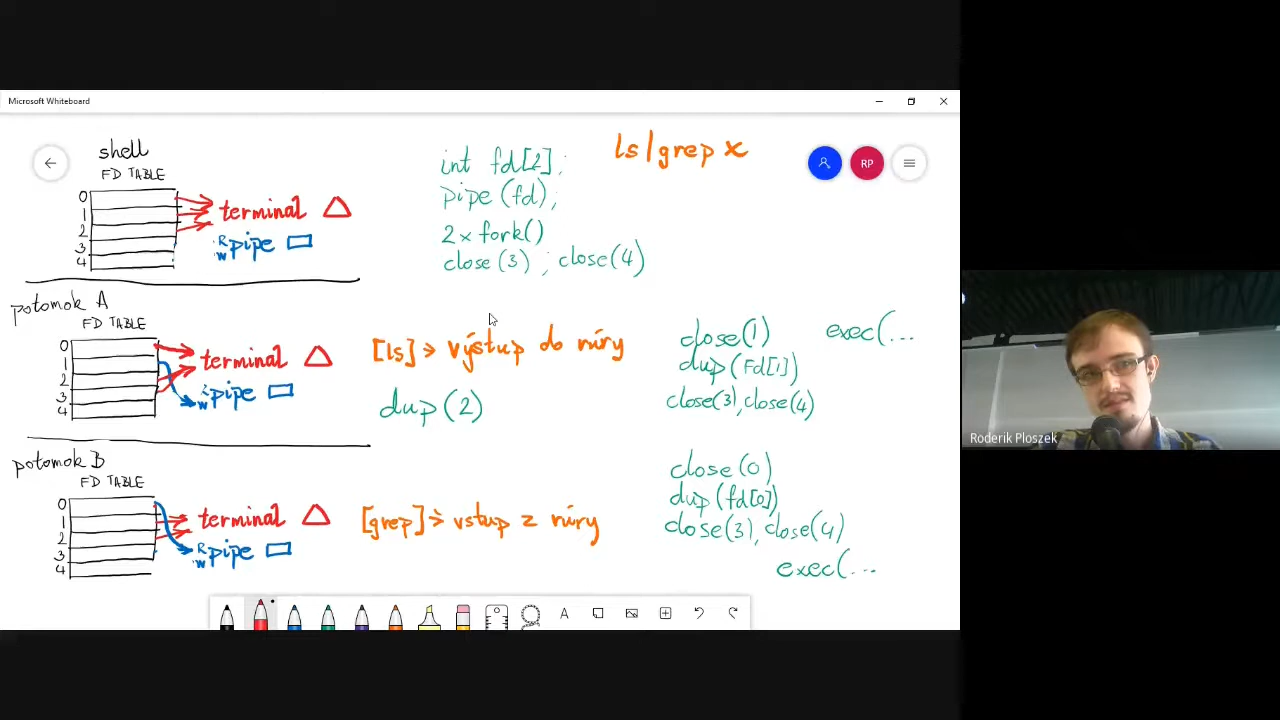 Microsoft Whiteboard
shell
FD TABLE
0
1
2
3
4
terminal
R
W pipe
int fd[2];
pipe(fd);
2x fork()
close(3) ; close(4)
ls|grep x
RP
potomok A
FD TABLE
0
1
2
3
4
terminal
pipe
W
[ls] → výstup do rúry
dup(2)
close(1)
dup(Fd[1])
close(3), close(4)
exec(...
potomok B
FD TABLE
0
1
2
3
4
terminal
R
W pipe
[grep] → vstup z rúry
close(0)
dup(fd[0])
close(3), close(4)
exec(...
A
Roderik Ploszek